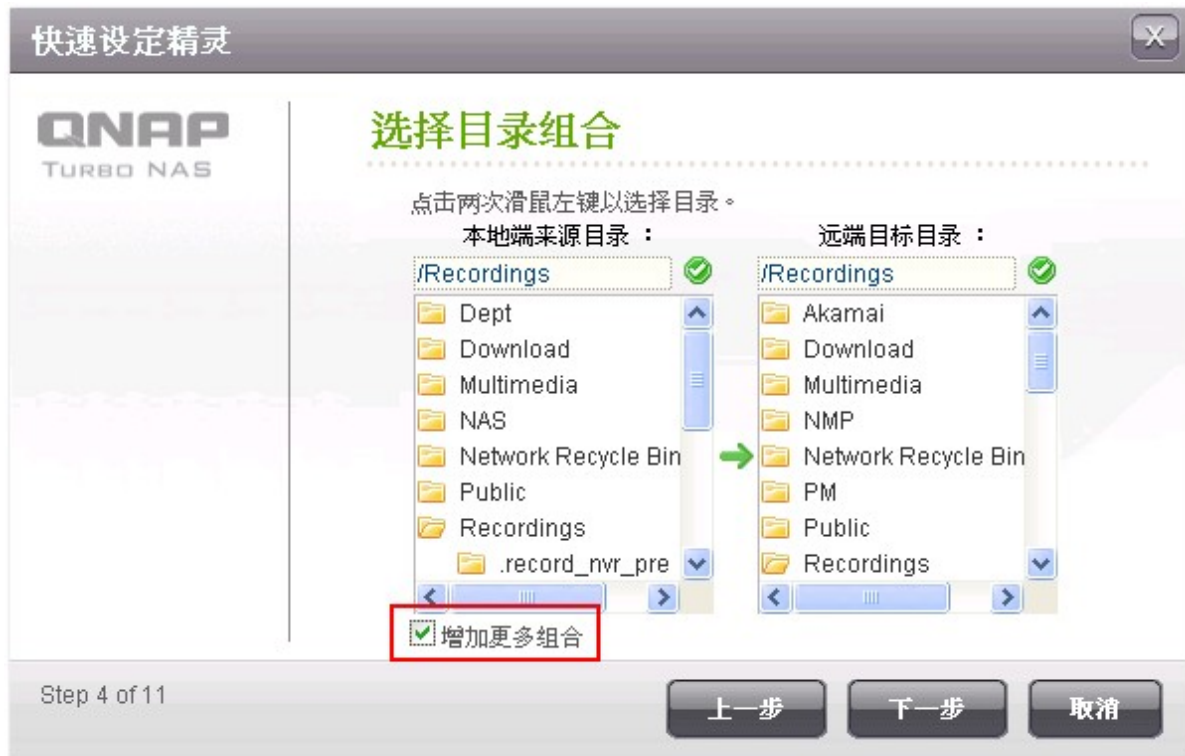 快速设定精灵
X
QNAP
TURBO NAS
选择目录组合
点击两次滑鼠左键以选择目录。
本地端来源目录 :
远端目标目录 :
/Recordings
/Recordings
Dept
Download
Multimedia
NAS
Network Recycle Bin
Public
Recordings
.record_nvr_pre
Akamai
Download
Multimedia
NMP
Network Recycle Bin
PM
Public
Recordings
增加更多组合
Step 4 of 11
上一步
下一步
取消